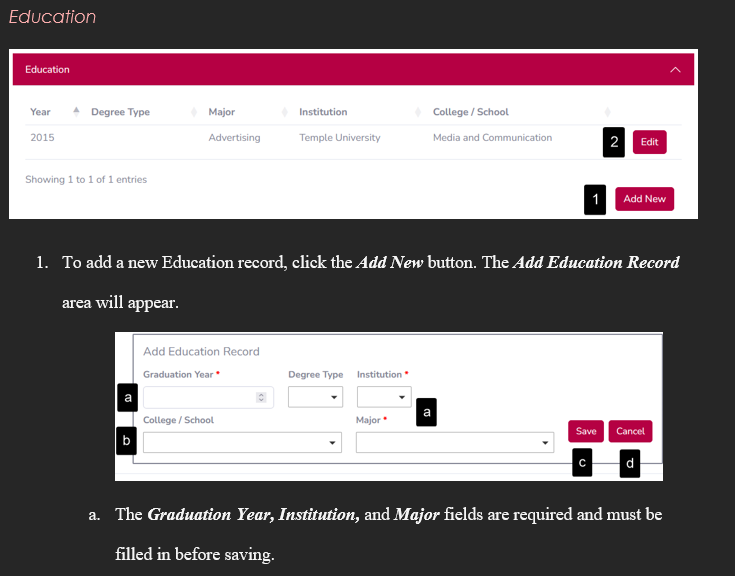 Education
Education
Year Degree Type Major Institution College / School
2015 Advertising Temple University Media and Communication 2 Edit
Showing 1 to 1 of 1 entries
1 Add New
1. To add a new Education record, click the Add New button. The Add Education Record
area will appear.
Add Education Record
Graduation Year * Degree Type Institution *
a
a
College / School Major *
b Save Cancel
c d
a. The Graduation Year, Institution, and Major fields are required and must be
filled in before saving.